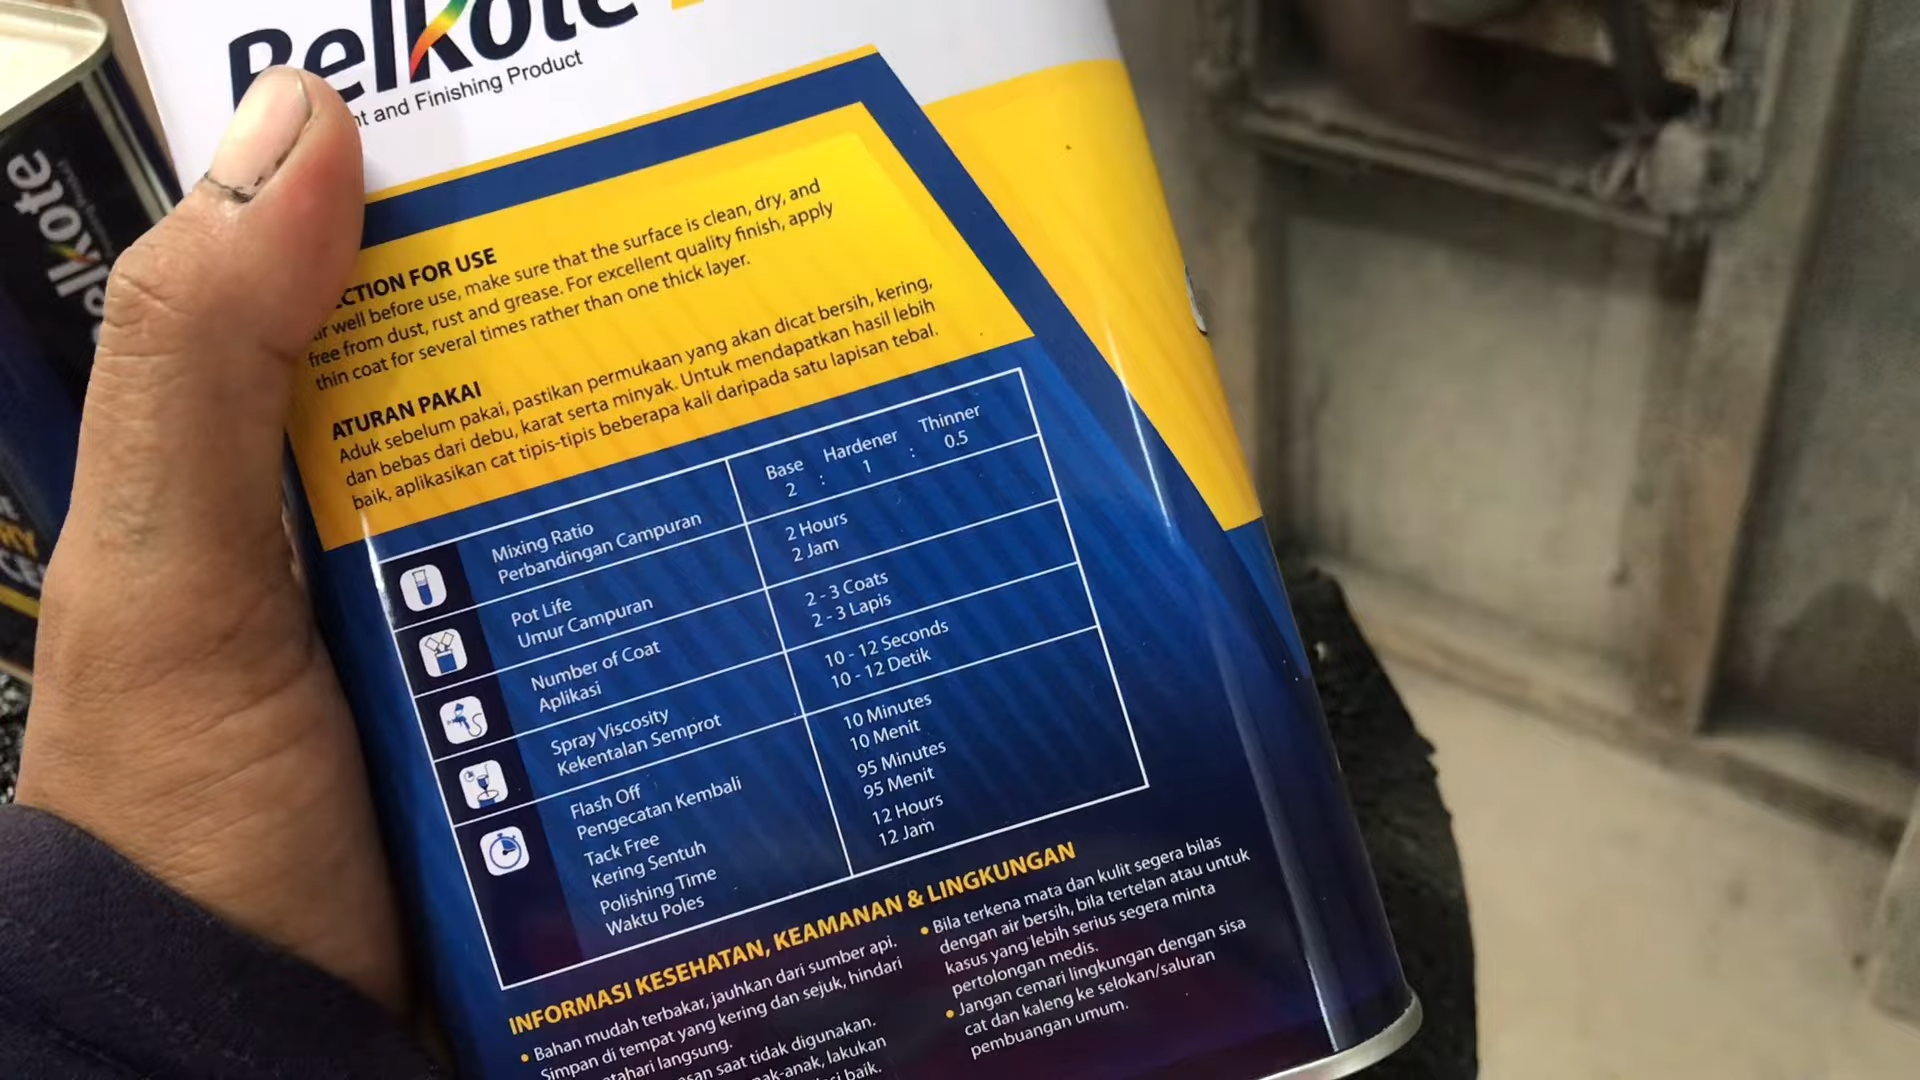 Belkote
and Finishing Product
FOR USE
well before use, make sure that the surface is clean, dry, and
free from dust, rust and grease. For excellent quality finish, apply
thin coat for several times rather than one thick layer.
ATURAN PAKAI
Aduk sebelum pakai, pastikan permukaan yang akan dicat bersih, kering,
dan bebas dari debu, karat serta minyak. Untuk mendapatkan hasil lebih
baik, aplikasikan cat tipis-tipis beberapa kali daripada satu lapisan tebal.
Mixing Ratio
Perbandingan Campuran
Base Hardener Thinner
2 : 1 : 0.5
Pot Life
Umur Campuran
2 Hours
2 Jam
Number of Coat
Aplikasi
2 - 3 Coats
2 - 3 Lapis
Spray Viscosity
Kekentalan Semprot
10 - 12 Seconds
10 - 12 Detik
Flash Off
Pengecatan Kembali
10 Minutes
10 Menit
Tack Free
Kering Sentuh
95 Minutes
95 Menit
Polishing Time
Waktu Poles
12 Hours
12 Jam
INFORMASI KESEHATAN, KEAMANAN & LINGKUNGAN
• Bahan mudah terbakar, jauhkan dari sumber api.
Simpan di tempat yang kering dan sejuk, hindari
langsung.
saat tidak digunakan.
lakukan
baik.
• Bila terkena mata dan kulit segera bilas
dengan air bersih, bila tertelan atau untuk
kasus yang lebih serius segera minta
pertolongan medis.
• Jangan cemari lingkungan dengan sisa
cat dan kaleng ke selokan/saluran
pembuangan umum.